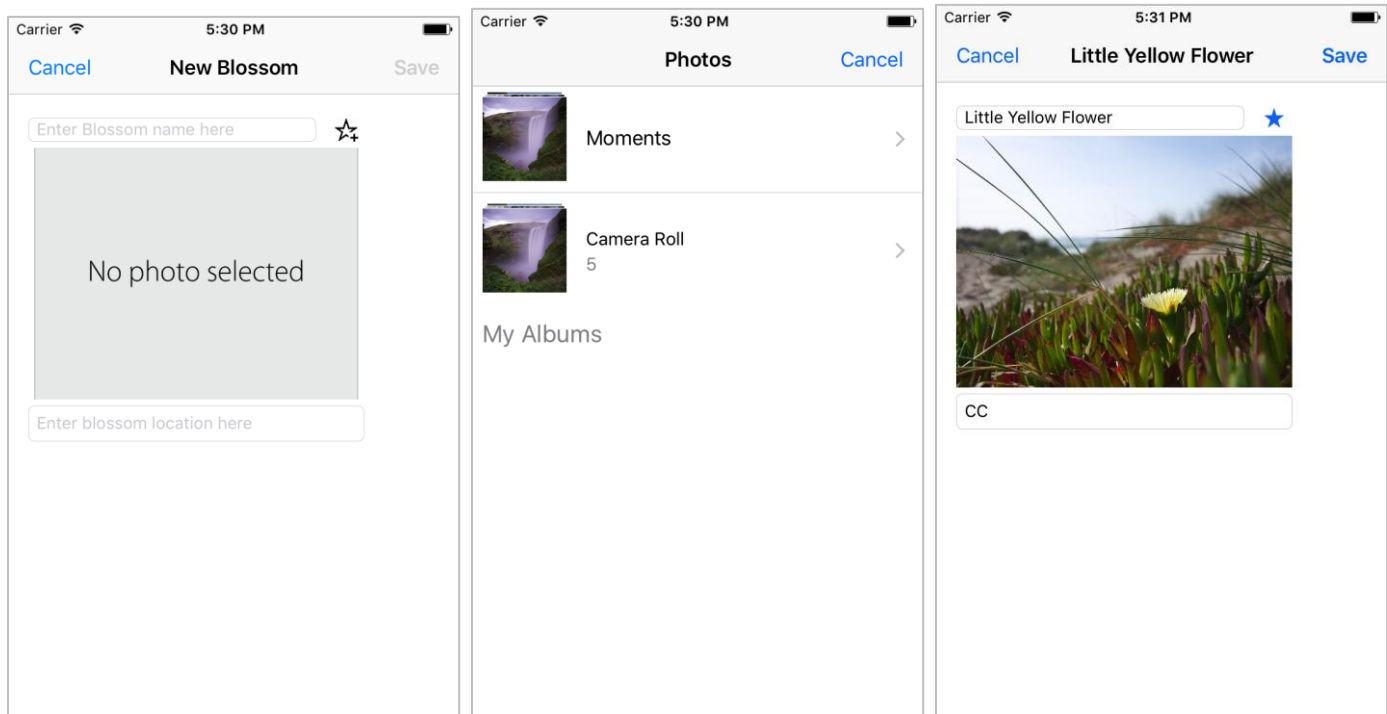 Carrier 5:30 PM
Cancel New Blossom Save
Enter Blossom name here
No photo selected
Enter blossom location here
Carrier 5:30 PM
Photos Cancel
Moments
Camera Roll
5
My Albums
Carrier 5:31 PM
Cancel Little Yellow Flower Save
Little Yellow Flower
CC